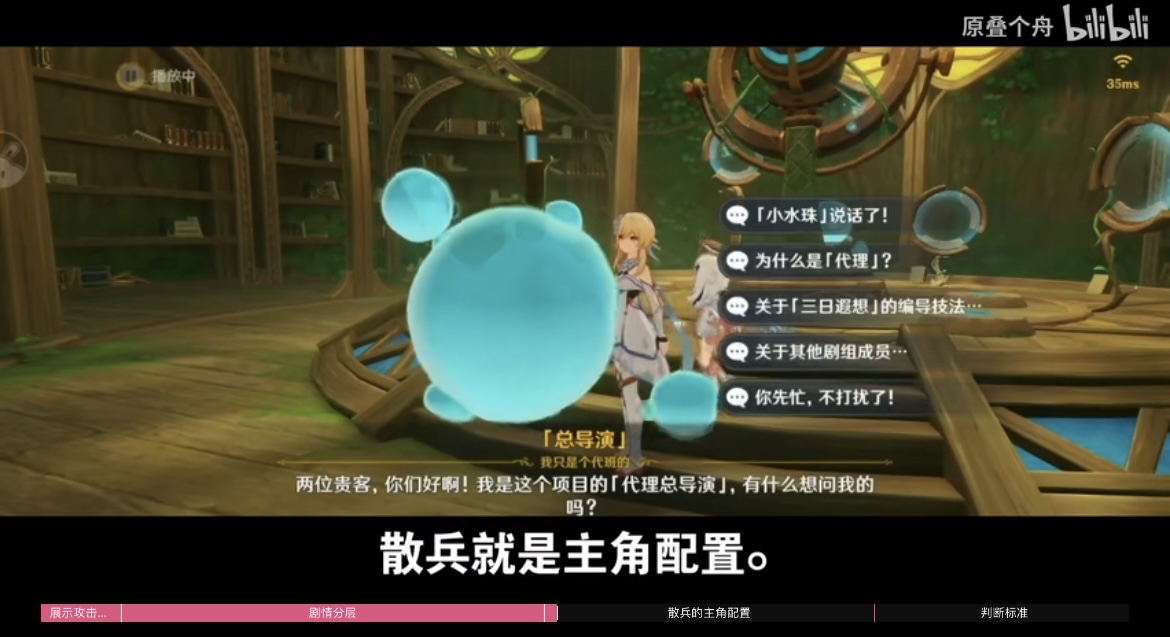 原叠个舟 bilibili
播放中
35ms
「小水珠」说话了！
为什么是「代理」？
关于「三日遐想」的编导技法…
关于其他剧组成员…
你先忙，不打扰了！
「总导演」
我只是个代班的
两位贵客，你们好啊！我是这个项目的「代理总导演」，有什么想问我的
吗？
散兵就是主角配置。
展示攻击... 剧情分层 散兵的主角配置 判断标准